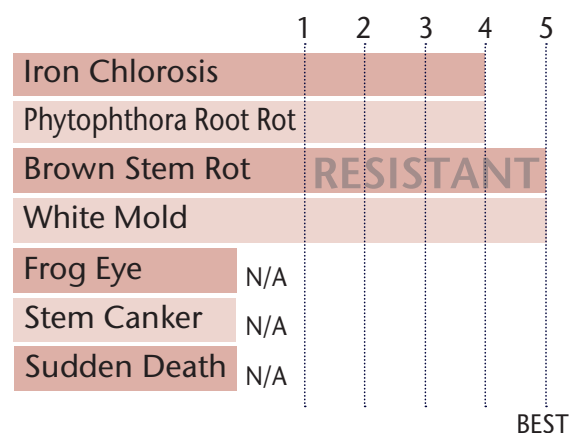 1 2 3 4 5
Iron Chlorosis
Phytophthora Root Rot
Brown Stem Rot RESISTANT
White Mold
Frog Eye N/A
Stem Canker N/A
Sudden Death N/A
BEST